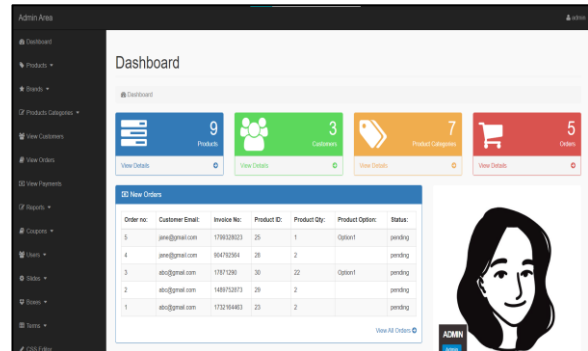 Admin Area
admin
Dashboard
Products
Brands
Products Categories
View Customers
View Orders
View Payments
Reports
Coupons
Users
Slides
Boxes
Terms
CSS Editor
Dashboard
Dashboard
9
Products
View Details
3
Customers
View Details
7
Product Categories
View Details
5
Orders
View Details
New Orders
Order no: Customer Email: Invoice No: Product ID: Product Qty: Product Option: Status:
5 jane@gmail.com 1799328023 25 1 Option1 pending
4 jane@gmail.com 904792564 28 2 pending
3 abc@gmail.com 17871290 30 22 Option1 pending
2 abc@gmail.com 1489752873 29 2 pending
1 abc@gmail.com 1732164463 23 2 pending
View All Orders
ADMIN